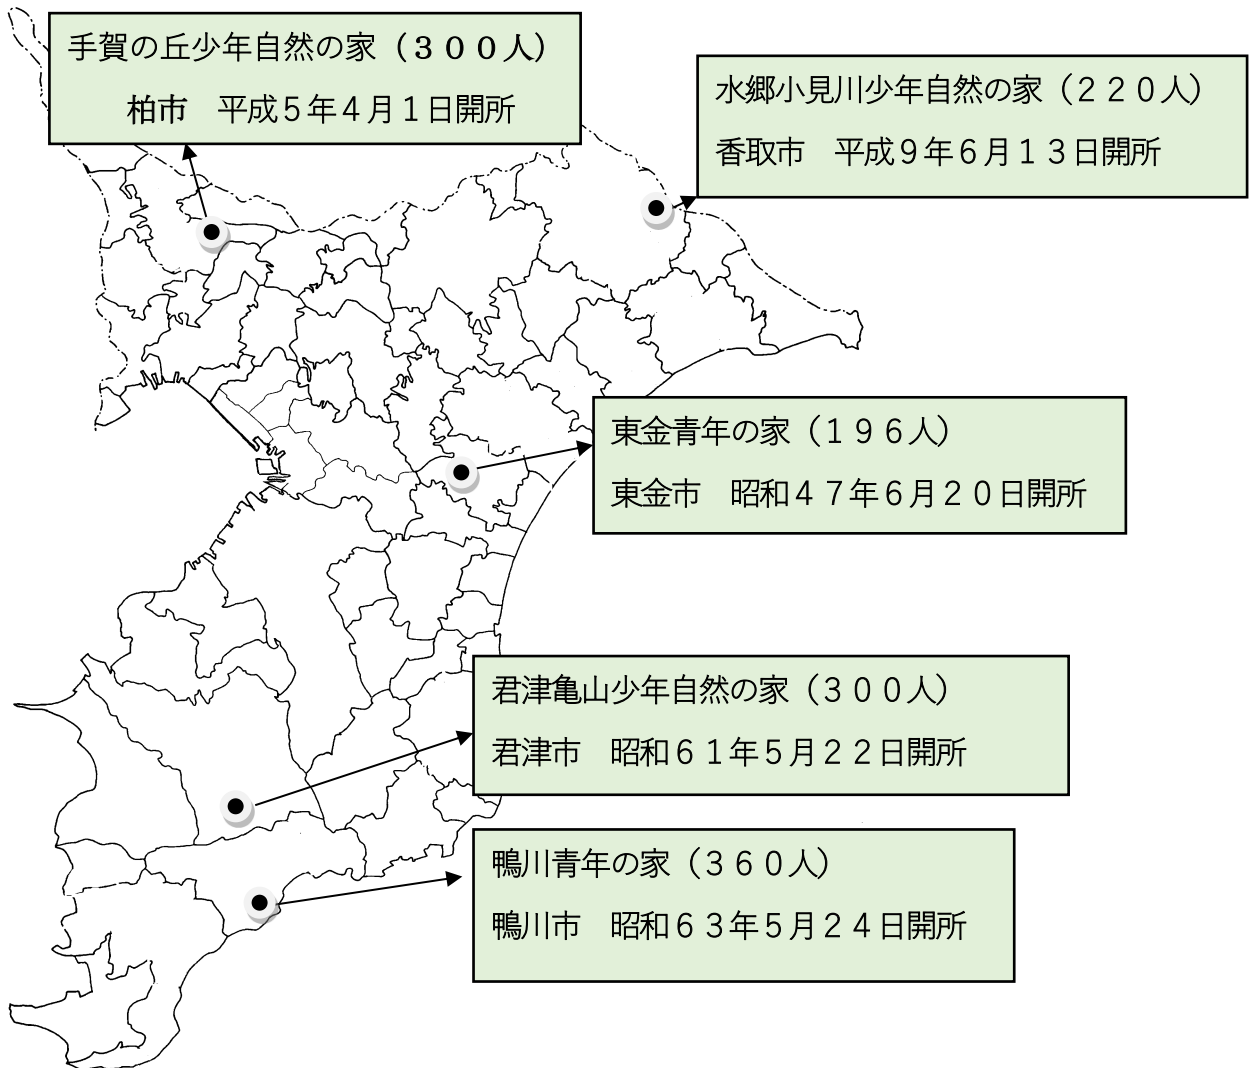 手賀の丘少年自然の家（３００人）
柏市　平成５年４月１日開所
水郷小見川少年自然の家（２２０人）
香取市　平成９年６月１３日開所
東金青年の家（１９６人）
東金市　昭和４７年６月２０日開所
君津亀山少年自然の家（３００人）
君津市　昭和６１年５月２２日開所
鴨川青年の家（３６０人）
鴨川市　昭和６３年５月２４日開所